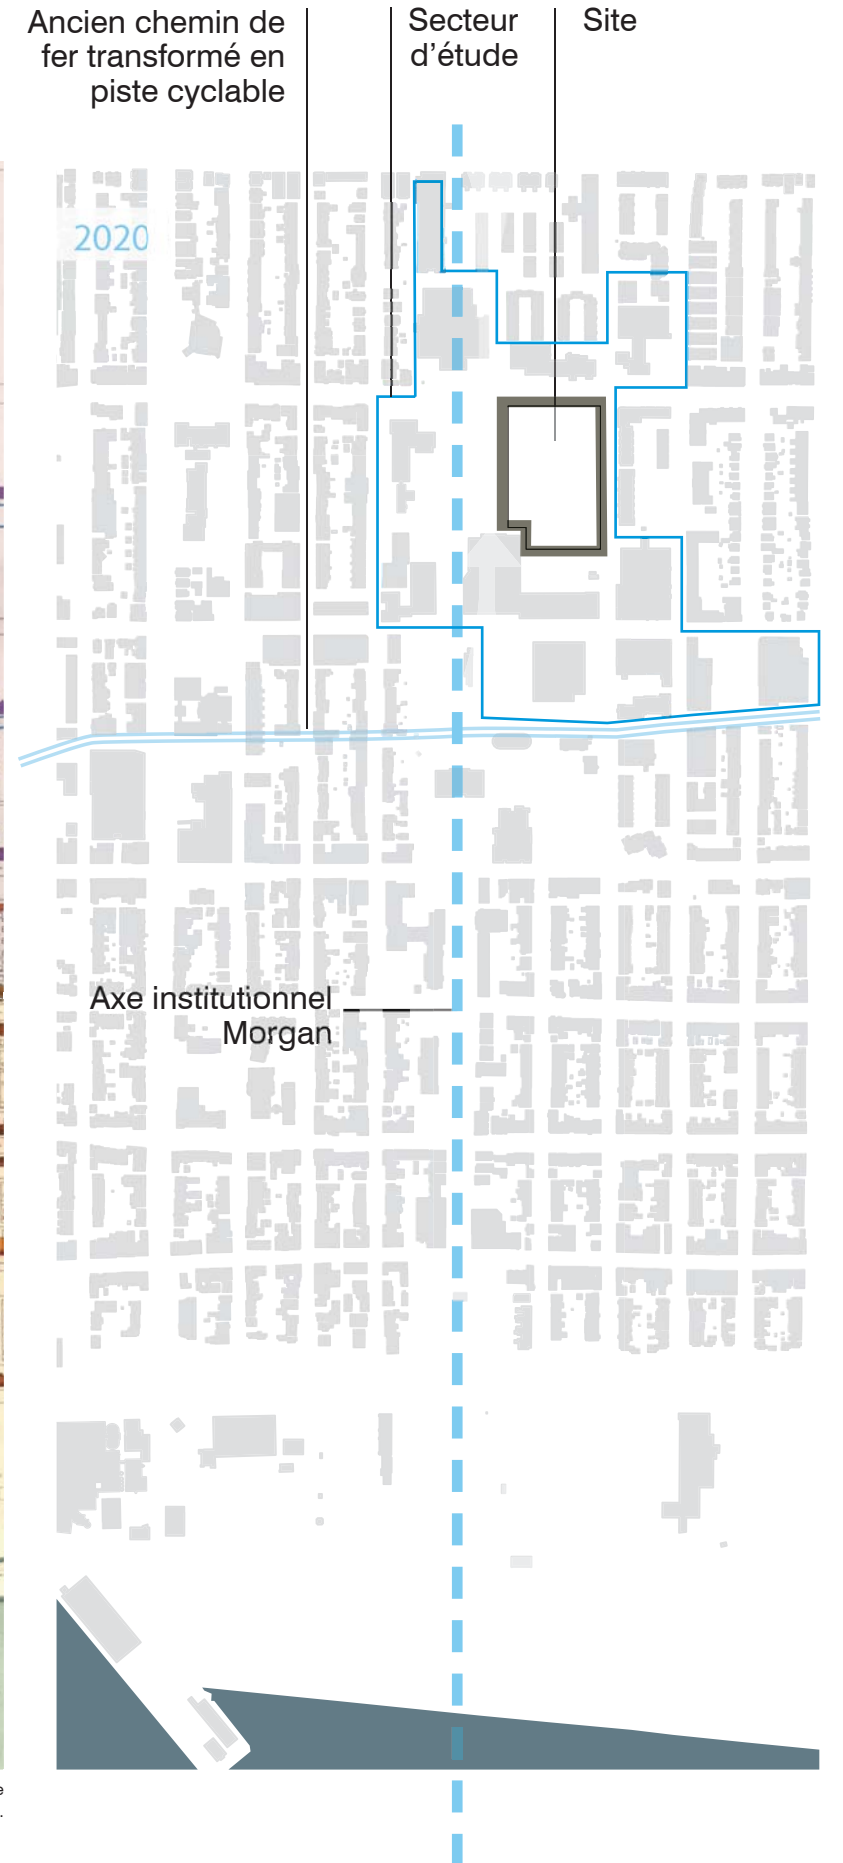 Ancien chemin de
fer transformé en
piste cyclable
Secteur
d’étude
Site
2020
Axe institutionnel
Morgan
e
.